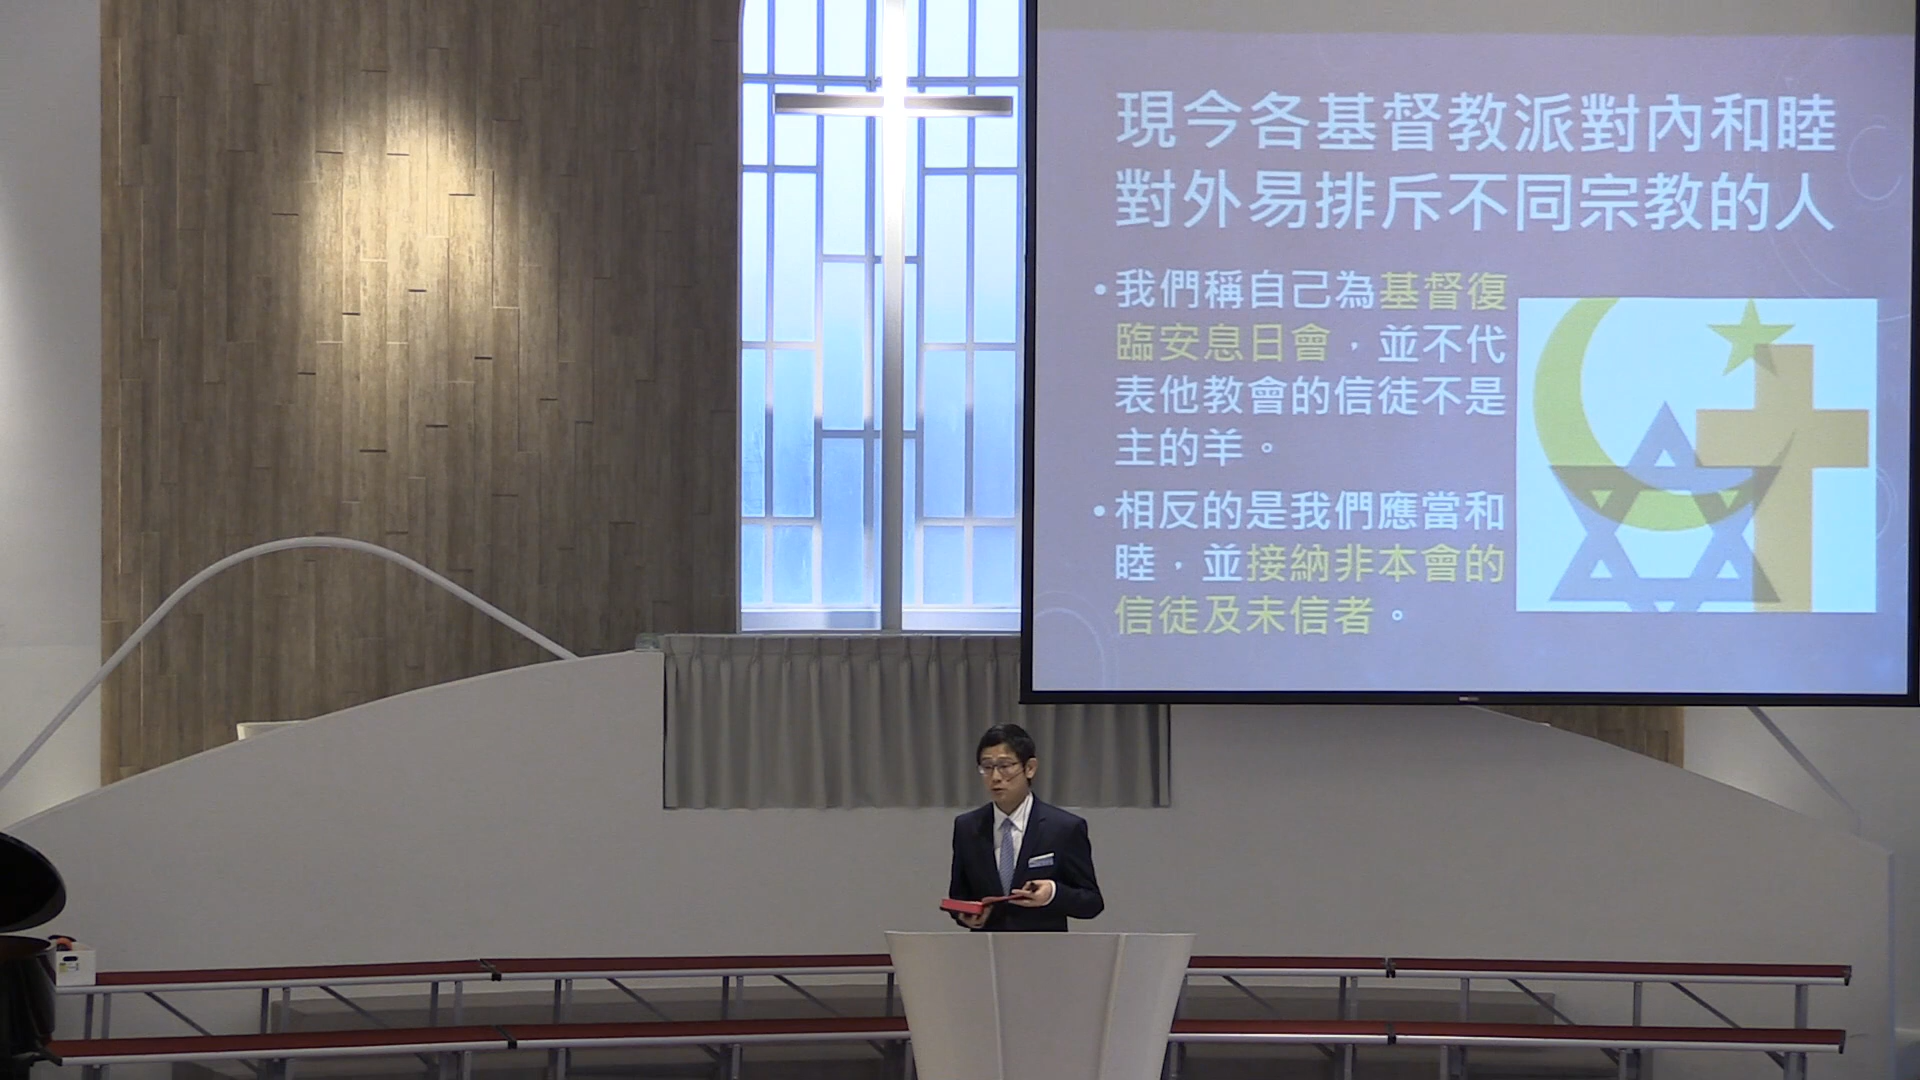 現今各基督教派對內和睦
對外易排斥不同宗教的人
•我們稱自己為基督復
臨安息日會，並不代
表他教會的信徒不是
主的羊。
•相反的是我們應當和
睦，並接納非本會的
信徒及未信者。